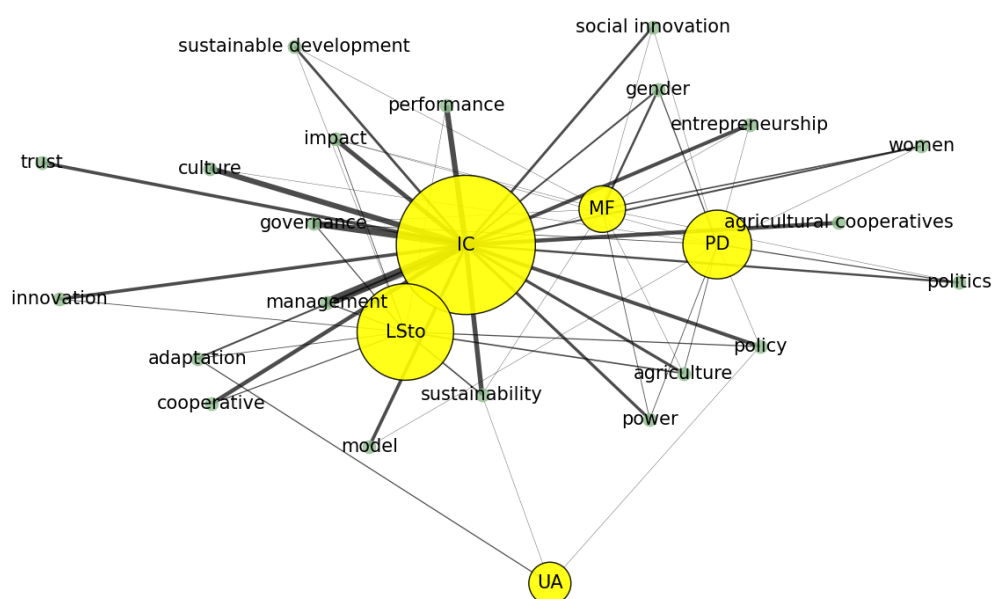 social innovation
sustainable development
gender
performance
entrepreneurship
impact
women
trust
culture
MF
governance
agricultural cooperatives
IC
PD
politics
innovation
management
LSto
policy
adaptation
agriculture
sustainability
cooperative
power
model
UA